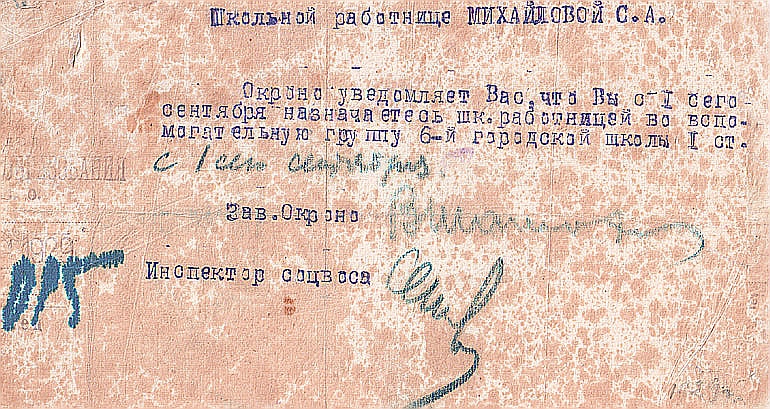 Школьной работнице МИХАЙЛОВОЙ С.А.
Окроно уведомляет Вас,что Вы с I сего
сентября назначаетесь шк.работницей во вспо-
могательную группу 6-й городской школы I ст.
с 1 сен сентября.
Зав.Окроно
Инспектор соцвоса